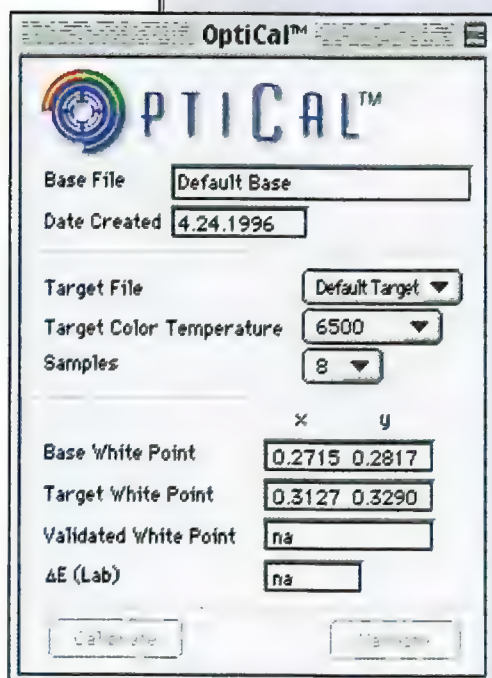 OptiCal™
OPTICAL™
Base File Default Base
Date Created 4.24.1996
Target File Default Target
Target Color Temperature 6500
Samples 8
x y
Base White Point 0.2715 0.2817
Target White Point 0.3127 0.3290
Validated White Point na
ΔE (Lab) na
Calibrate